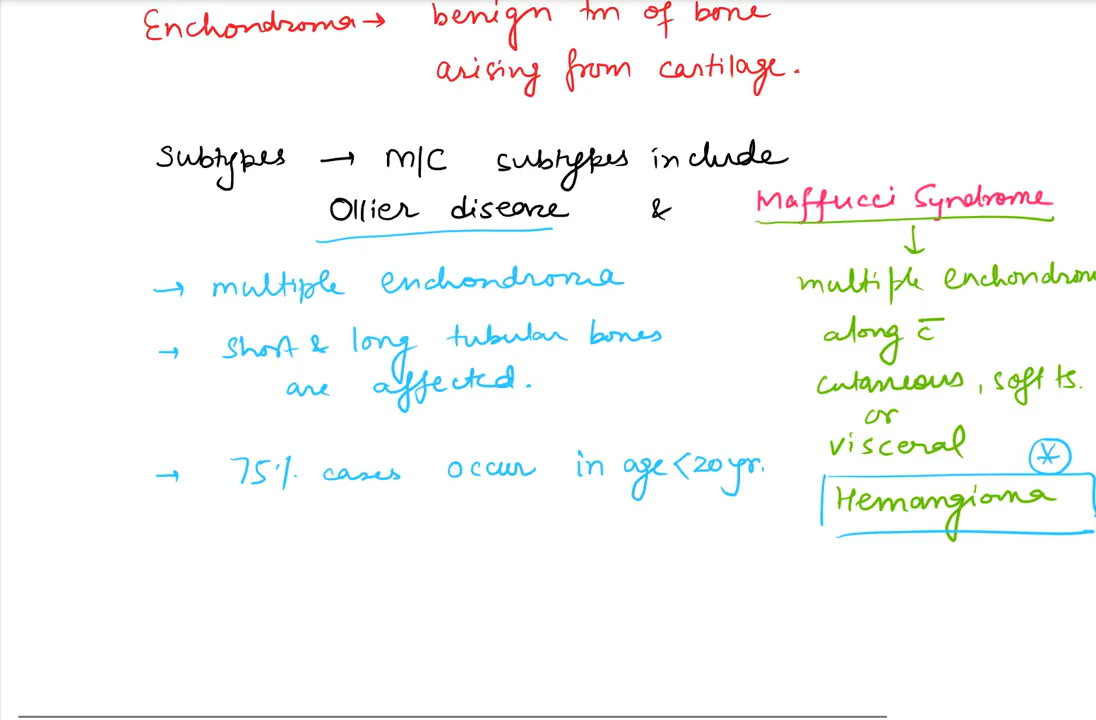 Enchondroma → benign tm of bone
arising from cartilage.
Subtypes → M/C subtypes include
Ollier disease & Maffucci Syndrome
→ multiple enchondroma
→ short & long tubular bones
are affected.
→ 75% cases occur in age <20 yr.
↓
multiple enchondrom
along c̄
cutaneous, soft ts.
or
visceral
Hemangioma